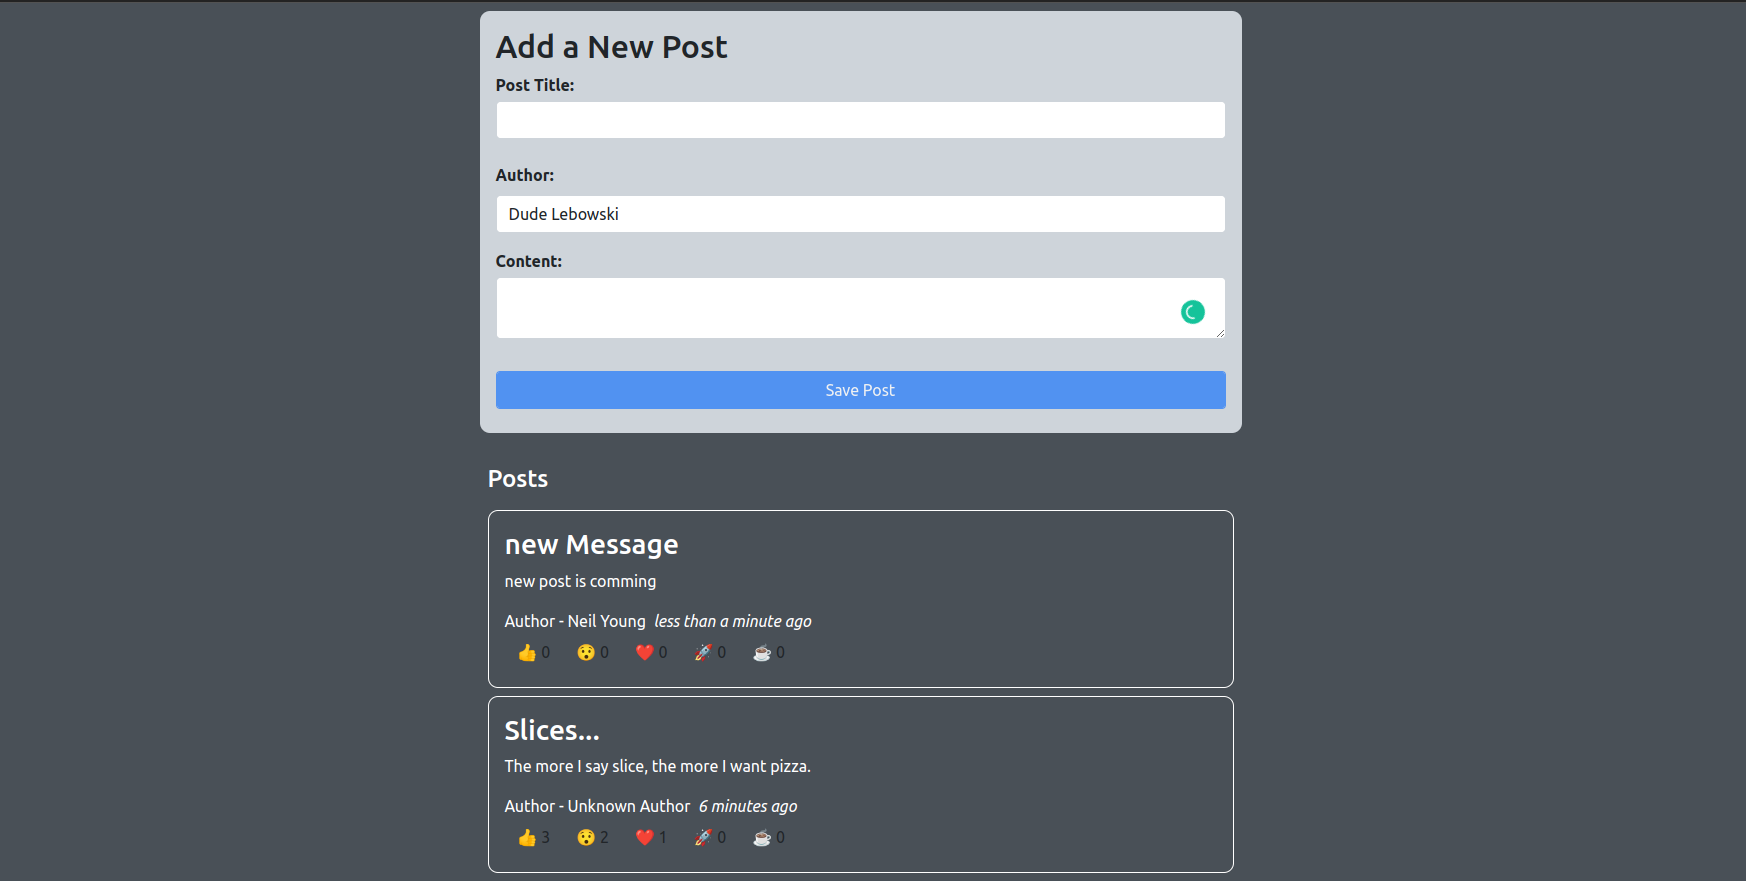 Add a New Post
Post Title:
Author:
Dude Lebowski
Content:
Save Post
Posts
new Message
new post is comming
Author - Neil Young less than a minute ago
👍 0 😯 0 ❤️ 0 🚀 0 ☕ 0
Slices...
The more I say slice, the more I want pizza.
Author - Unknown Author 6 minutes ago
👍 3 😯 2 ❤️ 1 🚀 0 ☕ 0